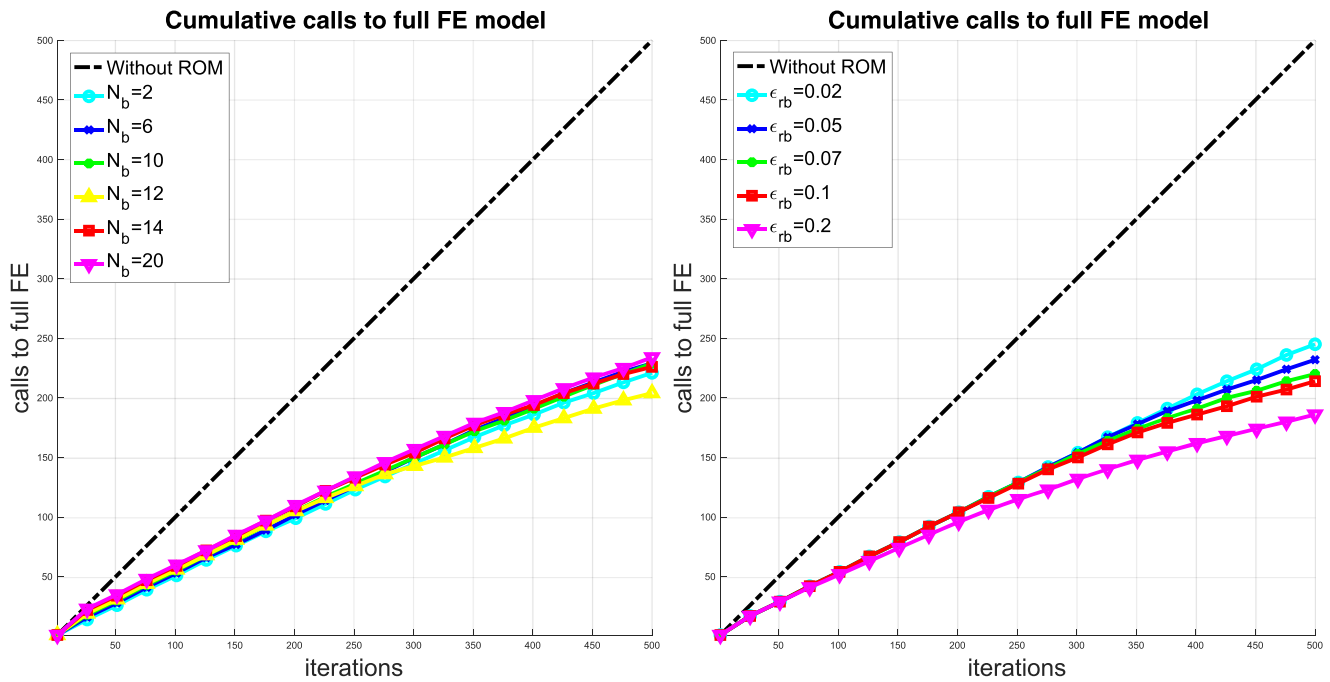 Cumulative calls to full FE model
500
450
400
350
300
250
200
150
100
50
calls to full FE
Without ROM
N_b=2
N_b=6
N_b=10
N_b=12
N_b=14
N_b=20
50 100 150 200 250 300 350 400 450 500
iterations
Cumulative calls to full FE model
500
450
400
350
300
250
200
150
100
50
calls to full FE
Without ROM
ϵ_rb=0.02
ϵ_rb=0.05
ϵ_rb=0.07
ϵ_rb=0.1
ϵ_rb=0.2
50 100 150 200 250 300 350 400 450 500
iterations